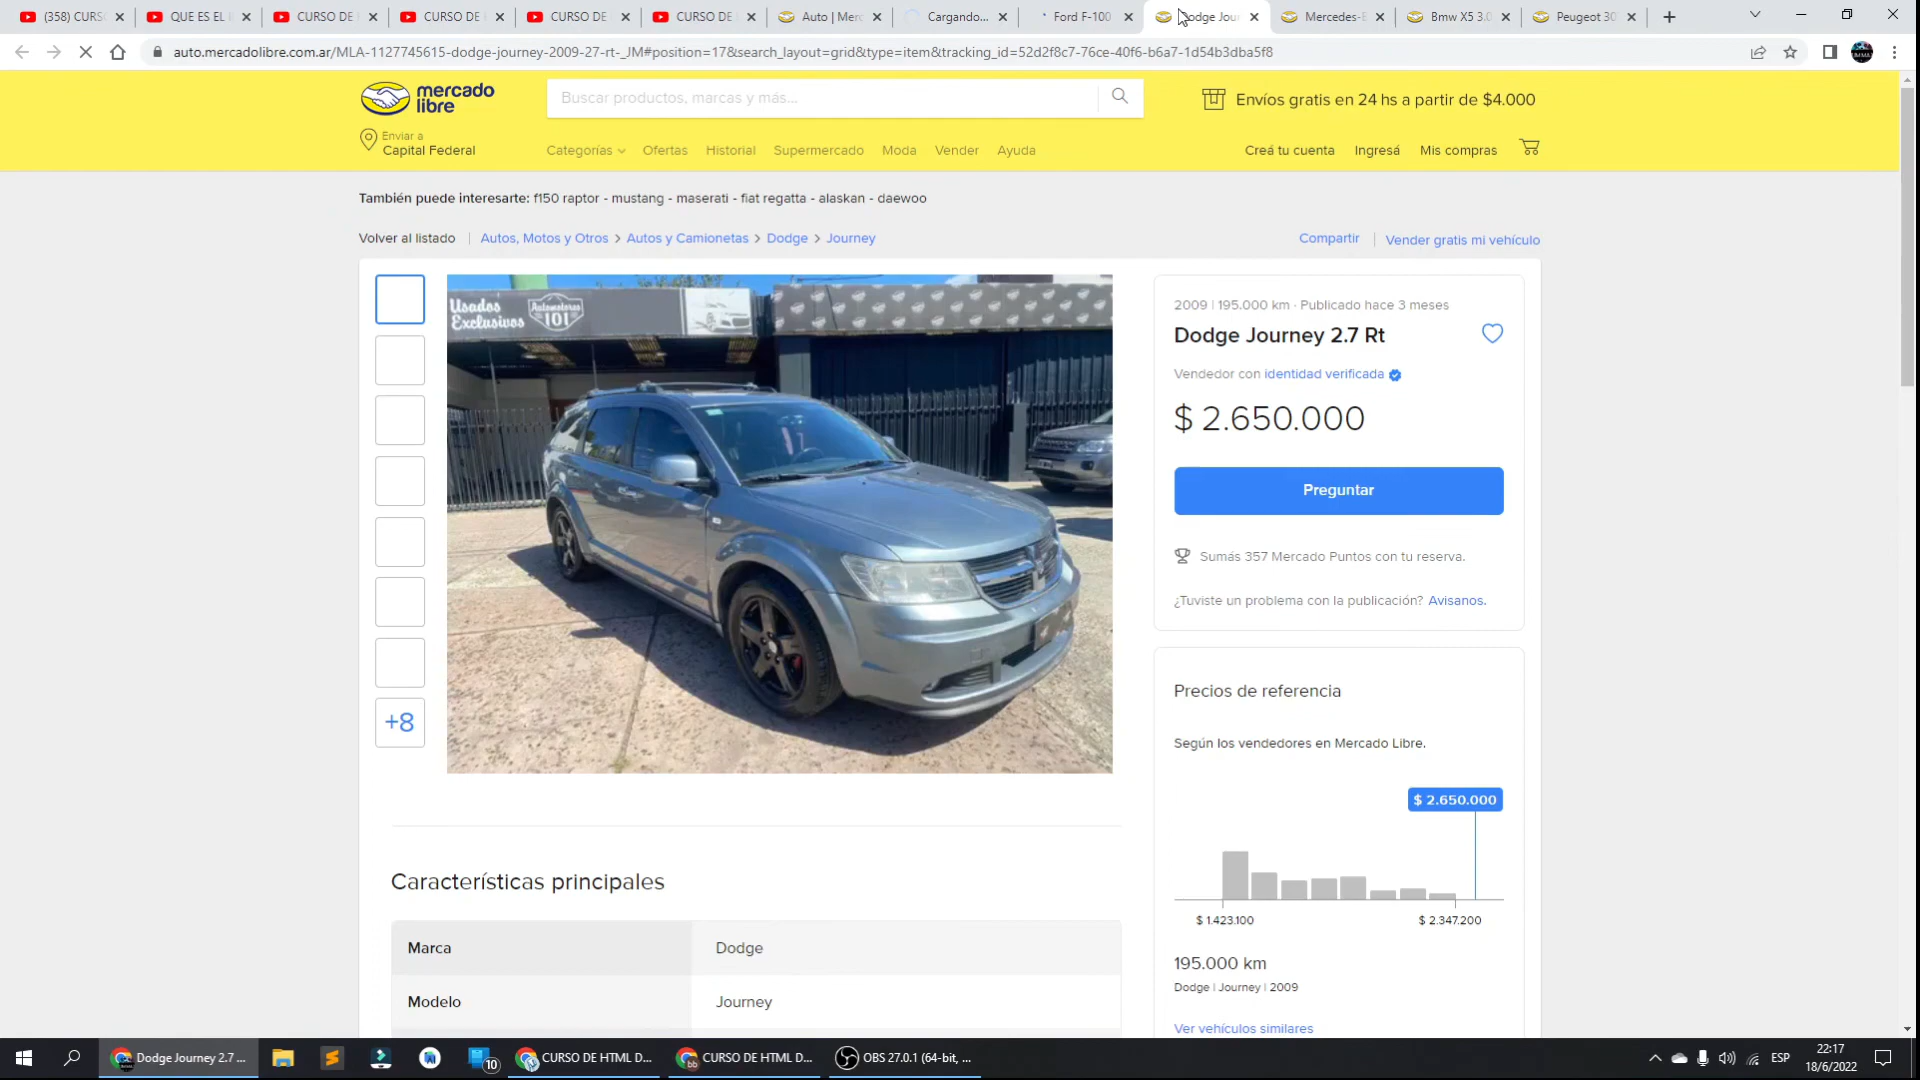 (358) CURSO
QUE ES EL
CURSO DE
CURSO DE
CURSO DE
CURSO DE
Auto | Merc
Cargando...
Ford F-100
Dodge Jour
Mercedes-B
Bmw X5 3.0
Peugeot 30
auto.mercadolibre.com.ar/MLA-1127745615-dodge-journey-2009-27-rt-_JM#position=17&search_layout=grid&type=item&tracking_id=52d2f8c7-76ce-40f6-b6a7-1d54b3dba5f8
mercado
libre
Buscar productos, marcas y más...
Envíos gratis en 24 hs a partir de $4.000
Enviar a
Capital Federal
Categorías Ofertas Historial Supermercado Moda Vender Ayuda
Creá tu cuenta Ingresá Mis compras
También puede interesarte: f150 raptor - mustang - maserati - fiat regatta - alaskan - daewoo
Volver al listado | Autos, Motos y Otros > Autos y Camionetas > Dodge > Journey
Compartir | Vender gratis mi vehículo
Usados
Exclusivos
Automotores
101
+8
2009 | 195.000 km · Publicado hace 3 meses
Dodge Journey 2.7 Rt
Vendedor con identidad verificada
$ 2.650.000
Preguntar
Sumás 357 Mercado Puntos con tu reserva.
¿Tuviste un problema con la publicación? Avisanos.
Precios de referencia
Según los vendedores en Mercado Libre.
$ 2.650.000
$ 1.423.100
$ 2.347.200
195.000 km
Dodge | Journey | 2009
Ver vehículos similares
Características principales
Marca Dodge
Modelo Journey
Dodge Journey 2.7 ...
10
CURSO DE HTML D...
CURSO DE HTML D...
OBS 27.0.1 (64-bit, ...
ESP
22:17
18/6/2022